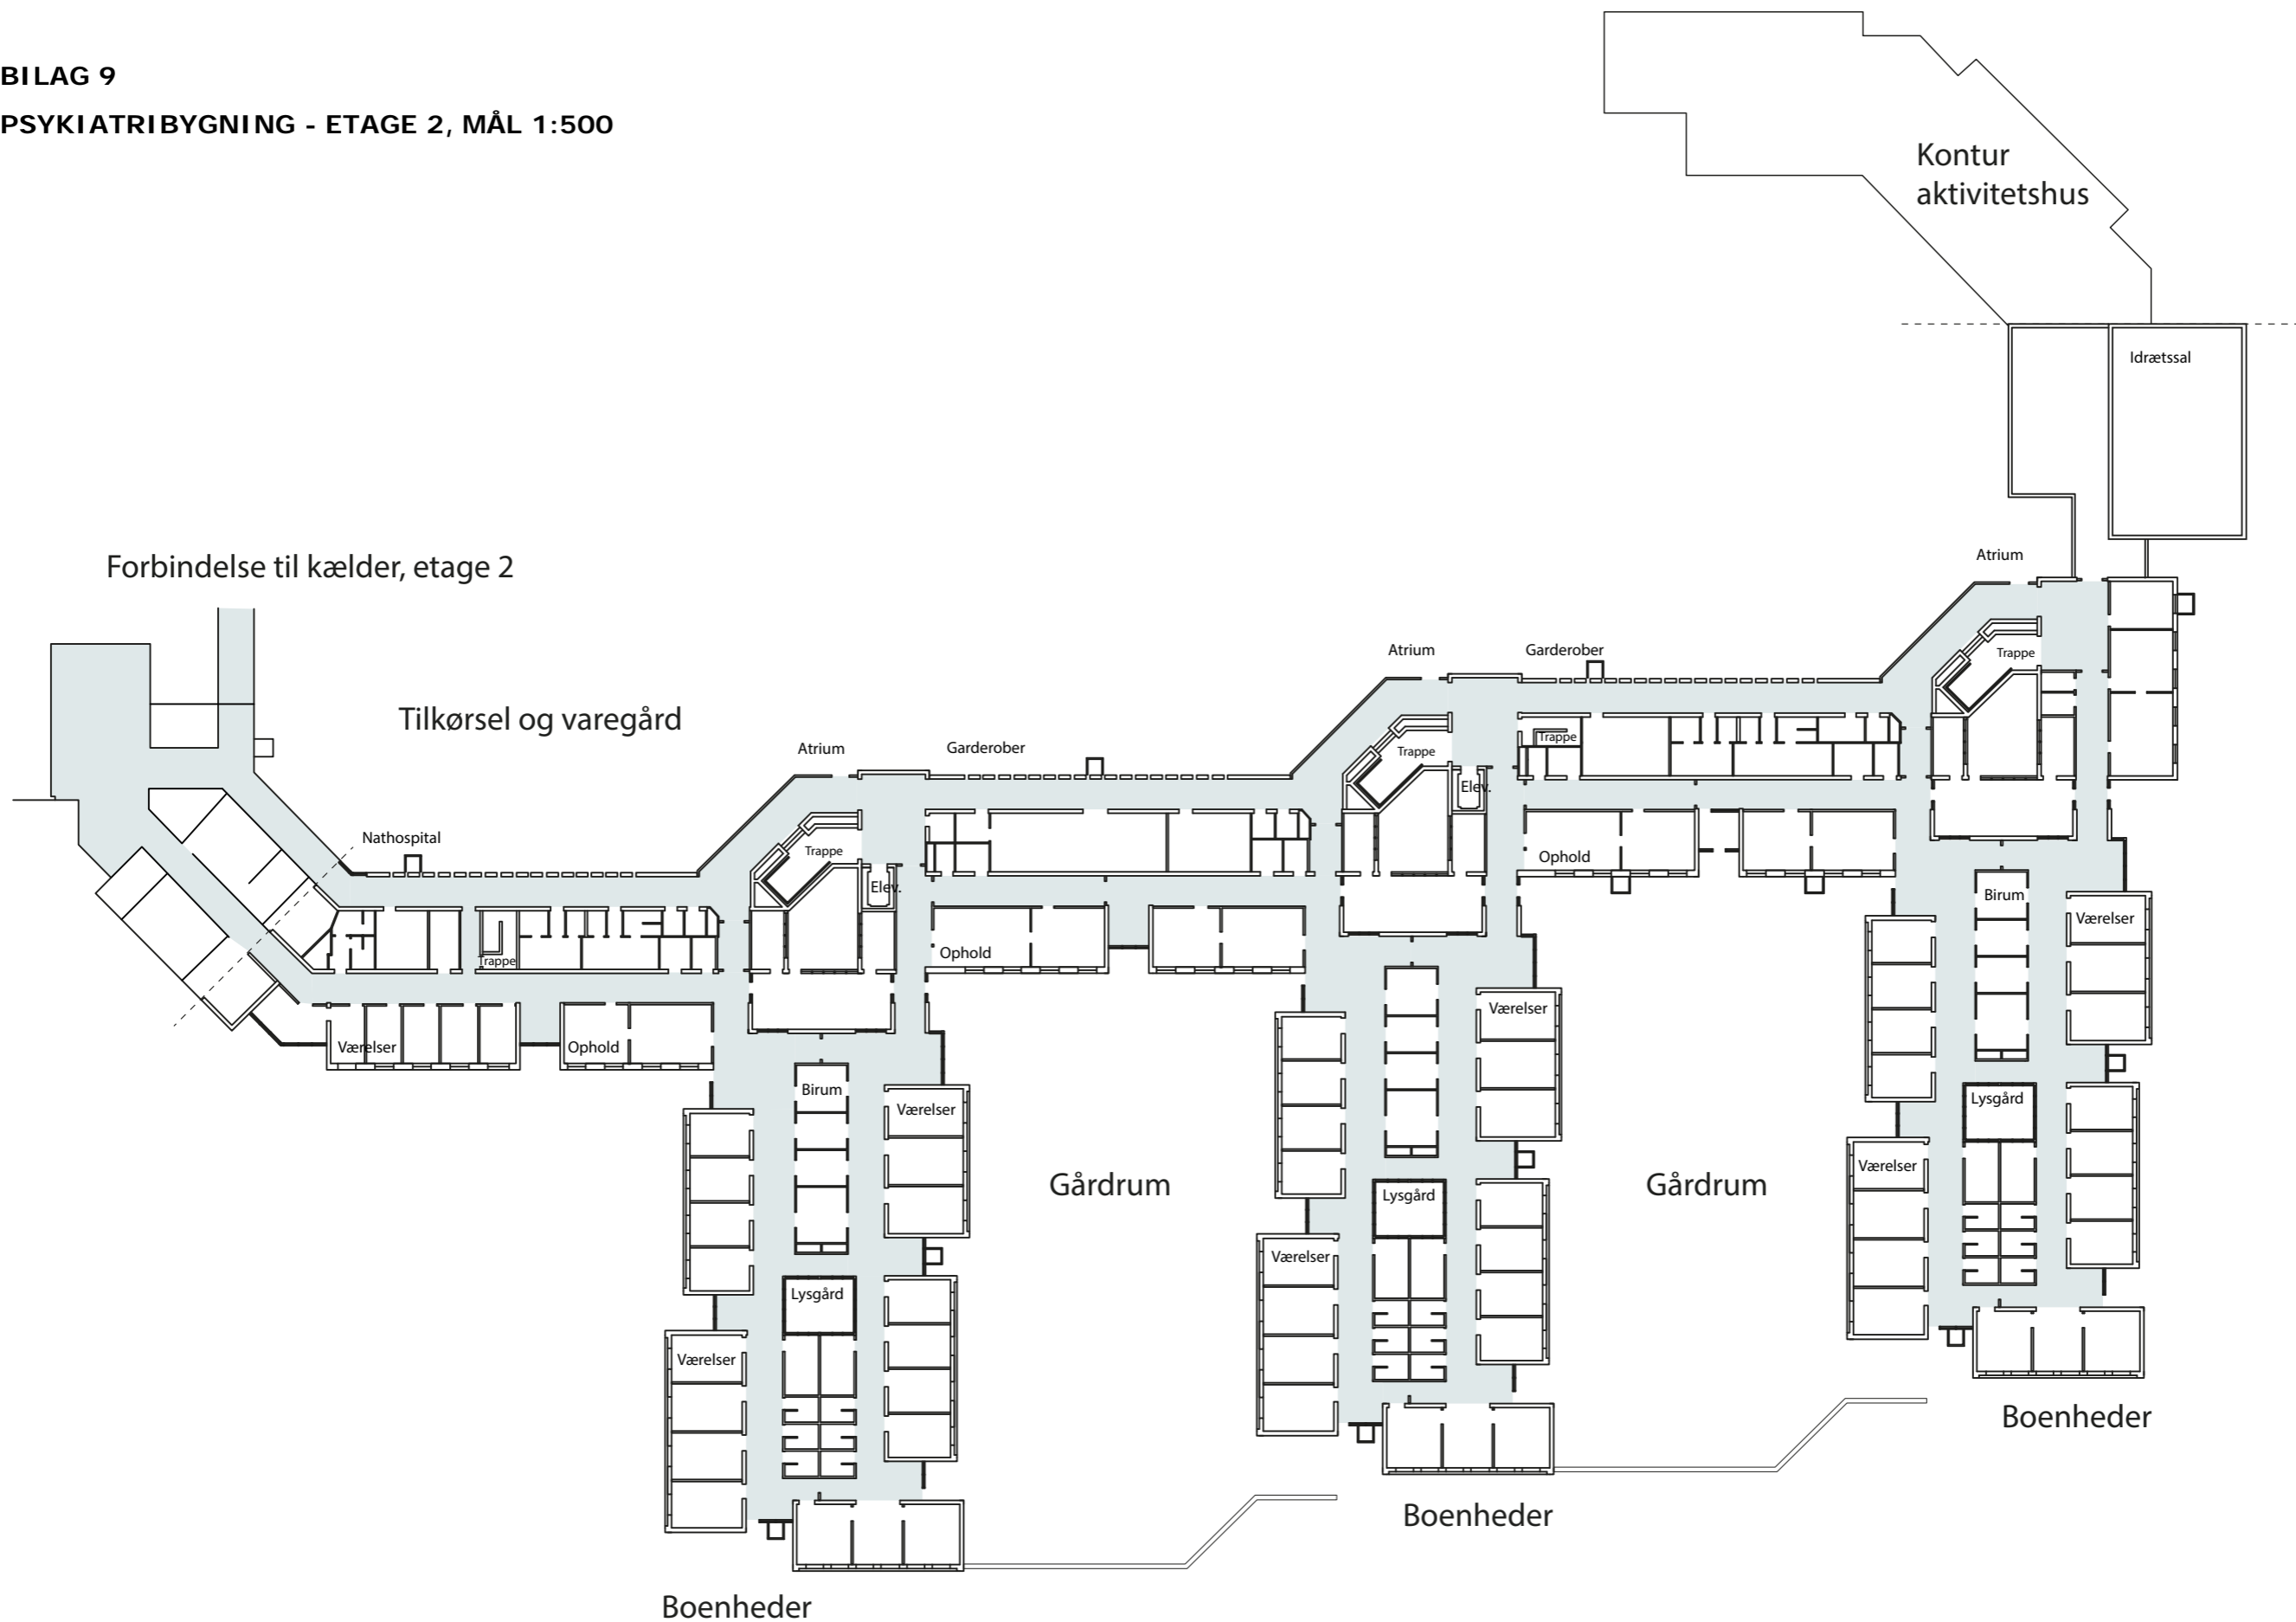 BILAG 9
PSYKIATRIBYGNING - ETAGE 2, MÅL 1:500
Kontur
aktivitetshus
Idrætssal
Forbindelse til kælder, etage 2
Atrium
Trappe
Atrium
Garderober
Tilkørsel og varegård
Trappe
Trappe
Atrium
Garderober
Elev.
Nathospital
Trappe
Ophold
Elev.
Birum
Værelser
Ophold
Trappe
Værelser
Værelser
Ophold
Birum
Lysgård
Værelser
Værelser
Gårdrum
Gårdrum
Lysgård
Værelser
Lysgård
Værelser
Boenheder
Boenheder
Boenheder